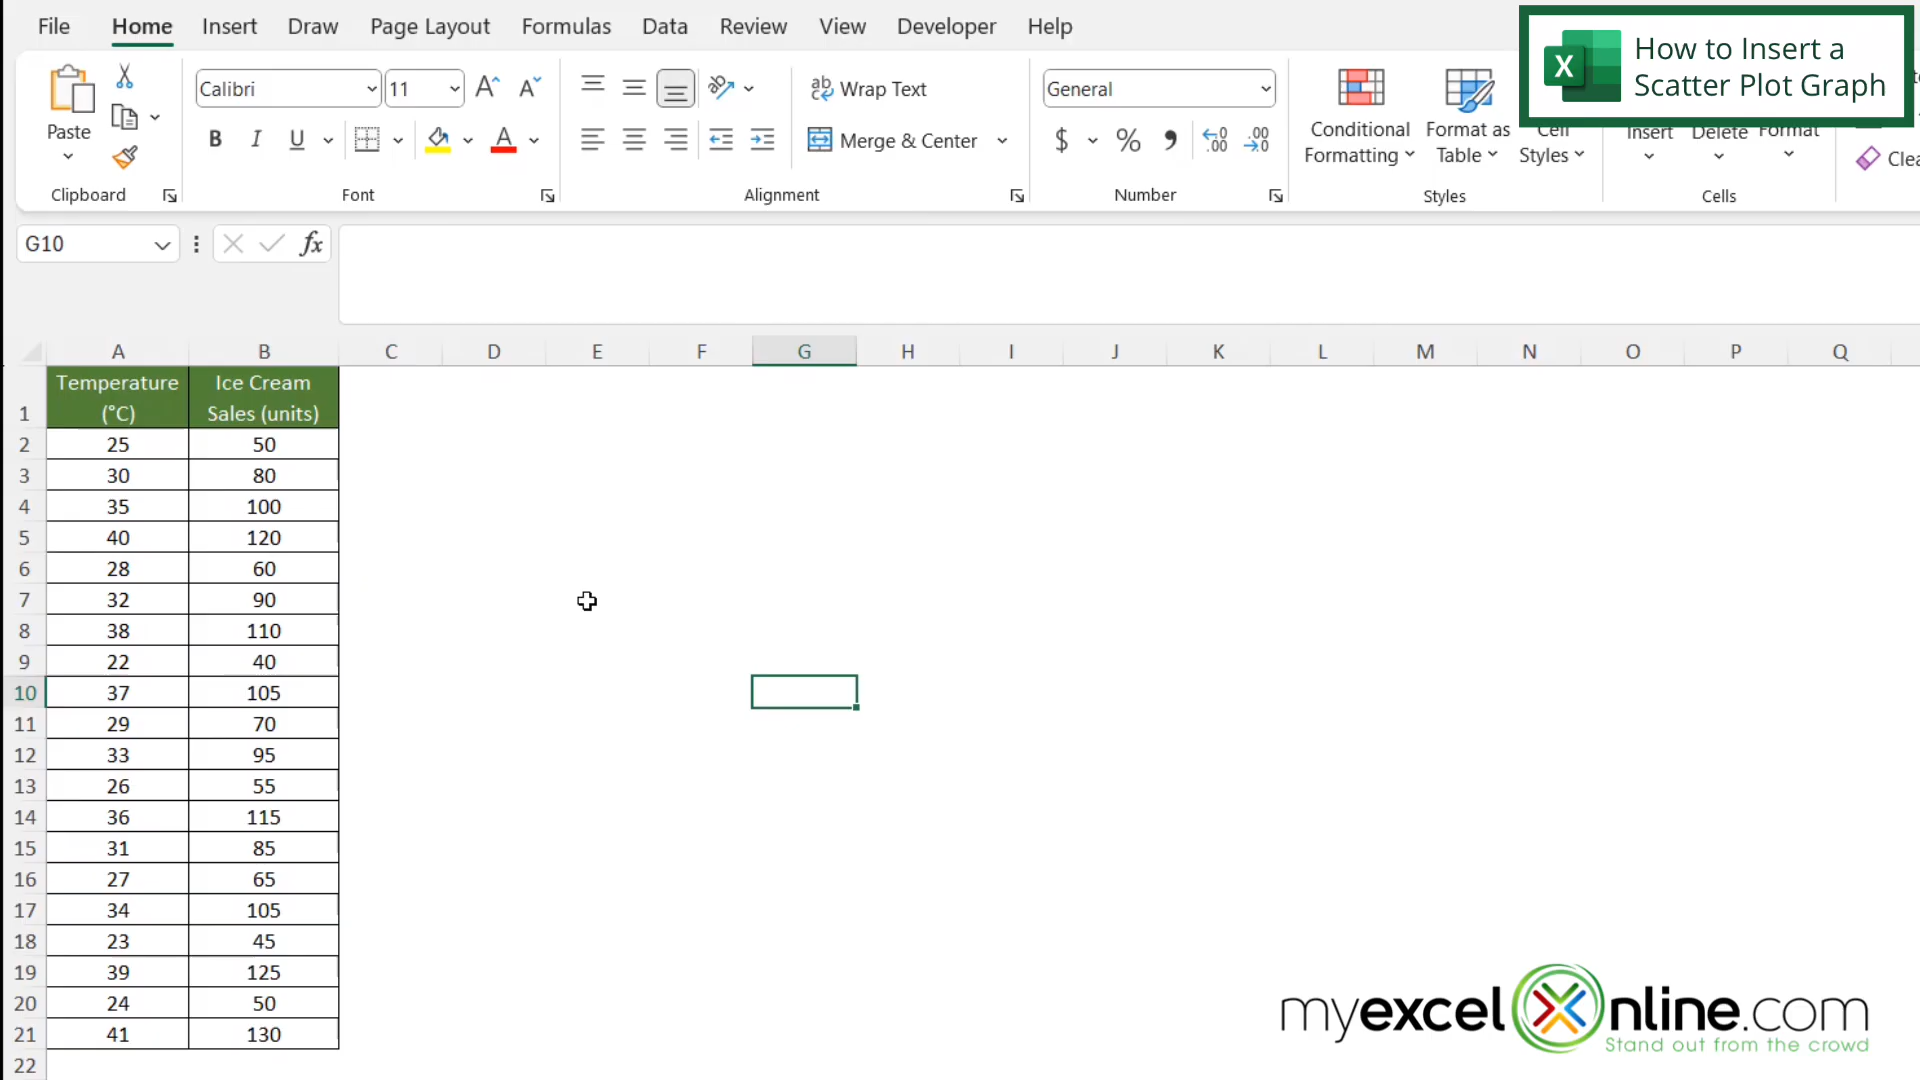 File Home Insert Draw Page Layout Formulas Data Review View Developer Help
How to Insert a
Scatter Plot Graph
Paste
Calibri 11
Wrap Text
General
B I U
Merge & Center
$ % ,
Conditional
Formatting
Format as
Table
Cell
Styles
Insert Delete Format
Clea
Clipboard Font Alignment Number Styles Cells
G10 fx
A B C D E F G H I J K L M N O P Q
1 Temperature
(°C) Ice Cream
Sales (units)
2 25 50
3 30 80
4 35 100
5 40 120
6 28 60
7 32 90
8 38 110
9 22 40
10 37 105
11 29 70
12 33 95
13 26 55
14 36 115
15 31 85
16 27 65
17 34 105
18 23 45
19 39 125
20 24 50
21 41 130
22
myexcelonline.com
Stand out from the crowd